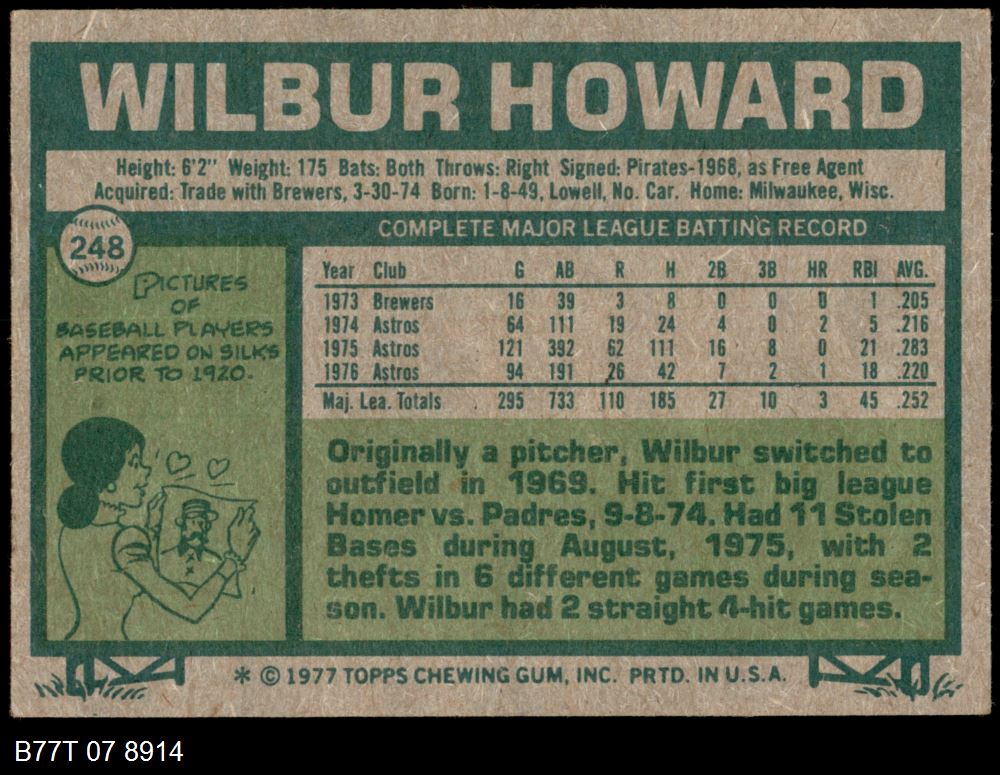 WILBUR HOWARD
Height: 6'2" Weight: 175 Bats: Both Throws: Right Signed: Pirates-1968, as Free Agent
Acquired: Trade with Brewers, 3-30-74 Born: 1-8-49, Lowell, No. Car. Home: Milwaukee, Wisc.
248
PICTURES
OF
BASEBALL PLAYERS
APPEARED ON SILKS
PRIOR TO 1920.
COMPLETE MAJOR LEAGUE BATTING RECORD
Year Club G AB R H 2B 3B HR RBI AVG.
1973 Brewers 16 39 3 8 0 0 0 1 .205
1974 Astros 64 111 19 24 4 0 2 5 .216
1975 Astros 121 392 62 111 16 8 0 21 .283
1976 Astros 94 191 26 42 7 2 1 18 .220
Maj. Lea. Totals 295 733 110 185 27 10 3 45 .252
Originally a pitcher, Wilbur switched to
outfield in 1969. Hit first big league
Homer vs. Padres, 9-8-74. Had 11 Stolen
Bases during August, 1975, with 2
thefts in 6 different games during sea-
son. Wilbur had 2 straight 4-hit games.
* © 1977 TOPPS CHEWING GUM, INC. PRTD. IN U.S.A.
B77T 07 8914